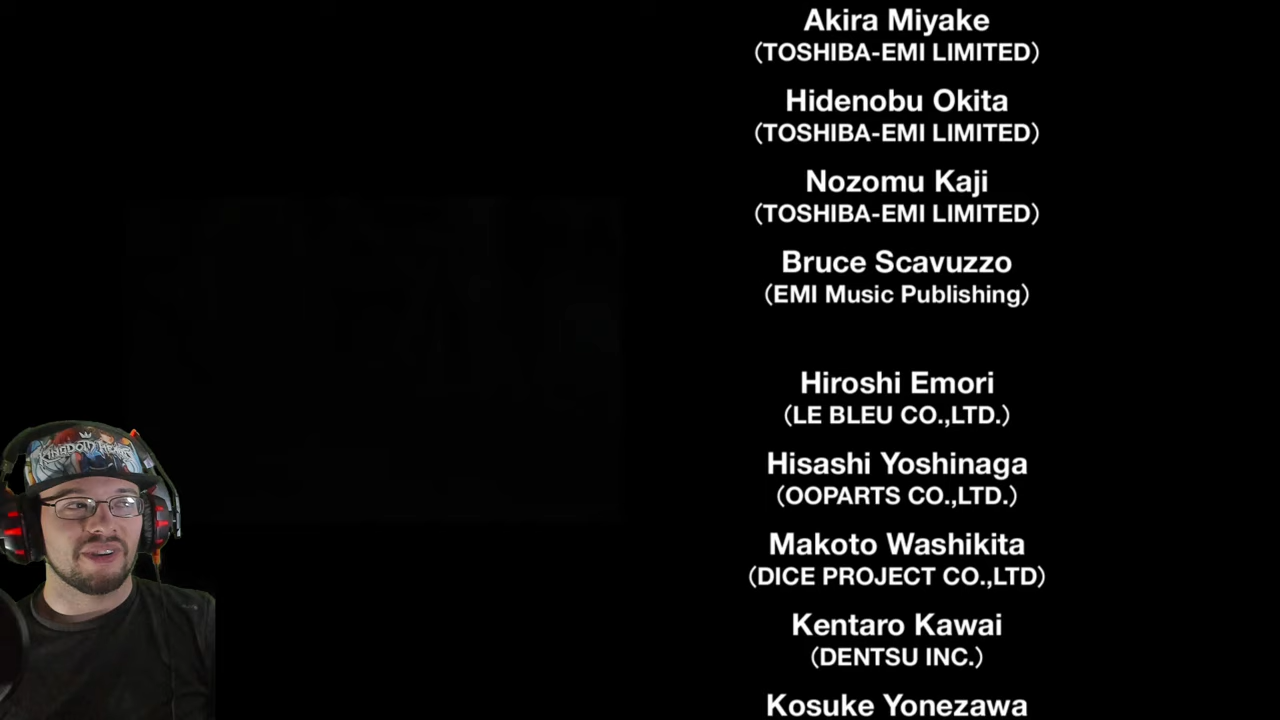 Akira Miyake
(TOSHIBA-EMI LIMITED)
Hidenobu Okita
(TOSHIBA-EMI LIMITED)
Nozomu Kaji
(TOSHIBA-EMI LIMITED)
Bruce Scavuzzo
(EMI Music Publishing)
Hiroshi Emori
(LE BLEU CO.,LTD.)
Hisashi Yoshinaga
(OOPARTS CO.,LTD.)
Makoto Washikita
(DICE PROJECT CO.,LTD)
Kentaro Kawai
(DENTSU INC.)
Kosuke Yonezawa
KINGDOM HEARTS